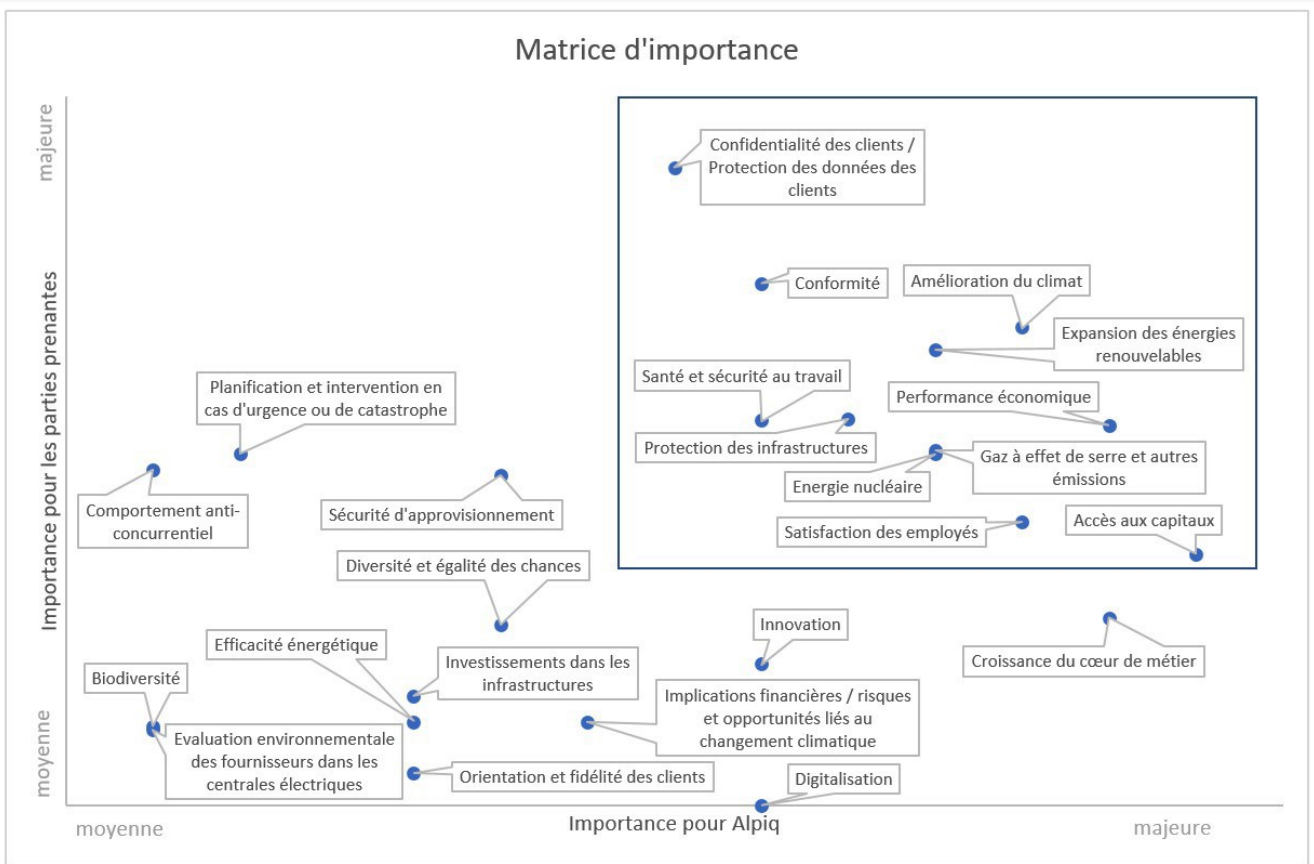 Matrice d'importance
majeure
Importance pour les parties prenantes
moyenne
Confidentialité des clients /
Protection des données des
clients
Conformité
Amélioration du climat
Expansion des énergies
renouvelables
Santé et sécurité au travail
Performance économique
Planification et intervention en
cas d'urgence ou de catastrophe
Protection des infrastructures
Gaz à effet de serre et autres
émissions
Energie nucléaire
Comportement anti-
concurrentiel
Sécurité d'approvisionnement
Satisfaction des employés
Accès aux capitaux
Diversité et égalité des chances
Innovation
Efficacité énergétique
Investissements dans les
infrastructures
Croissance du cœur de métier
Biodiversité
Implications financières / risques
et opportunités liés au
changement climatique
Evaluation environnementale
des fournisseurs dans les
centrales électriques
Orientation et fidélité des clients
Digitalisation
moyenne
Importance pour Alpiq
majeure